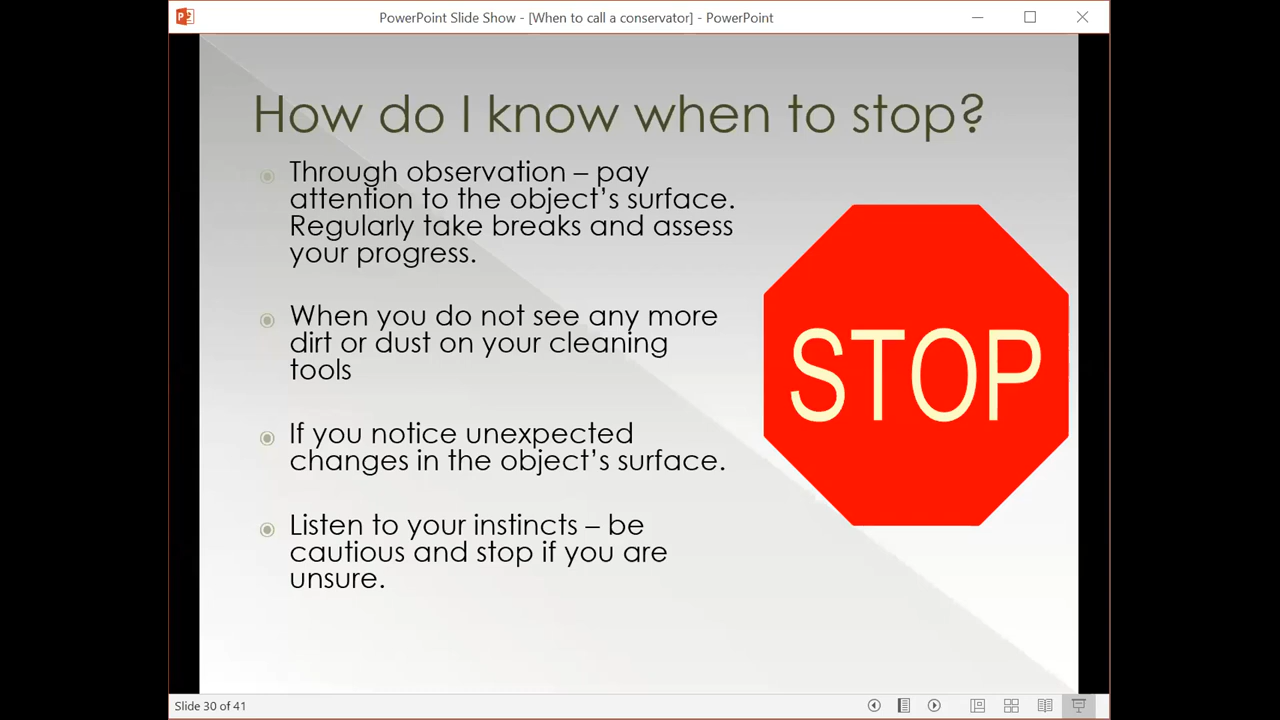 PowerPoint Slide Show - [When to call a conservator] - PowerPoint
How do I know when to stop?
Through observation – pay
attention to the object’s surface.
Regularly take breaks and assess
your progress.
When you do not see any more
dirt or dust on your cleaning
tools
If you notice unexpected
changes in the object’s surface.
Listen to your instincts – be
cautious and stop if you are
unsure.
STOP
Slide 30 of 41